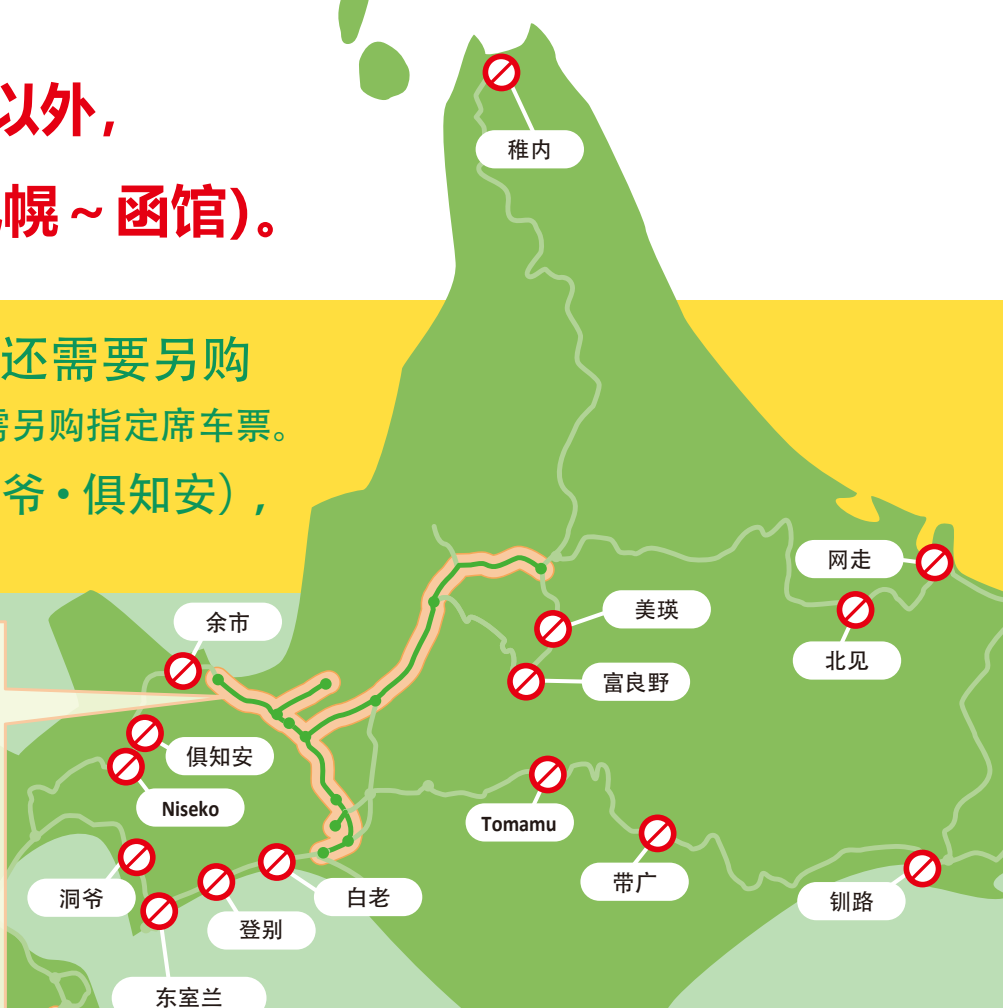 以外，
幌～函馆)。
还需要另购
需另购指定席车票。
爷・俱知安），
稚内
网走
美瑛
北见
富良野
余市
俱知安
Niseko
Tomamu
带广
洞爷
白老
钏路
登别
东室兰